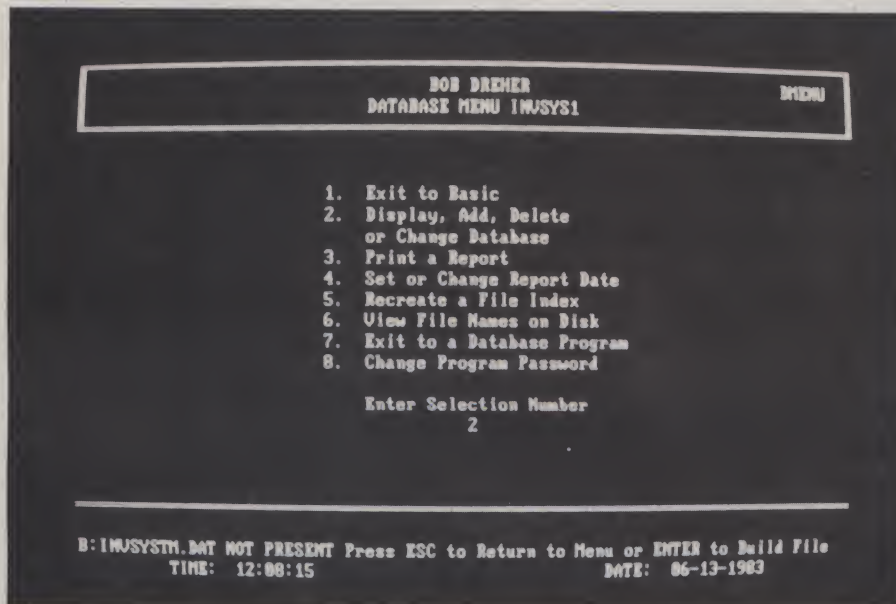 BOB DREHER
DATABASE MENU INVSYS1
DMENU
1. Exit to Basic
2. Display, Add, Delete
or Change Database
3. Print a Report
4. Set or Change Report Date
5. Recreate a File Index
6. View File Names on Disk
7. Exit to a Database Program
8. Change Program Password
Enter Selection Number
2
B:INVSYSTM.DAT NOT PRESENT Press ESC to Return to Menu or ENTER to Build File
TIME: 12:08:15 DATE: 06-13-1983